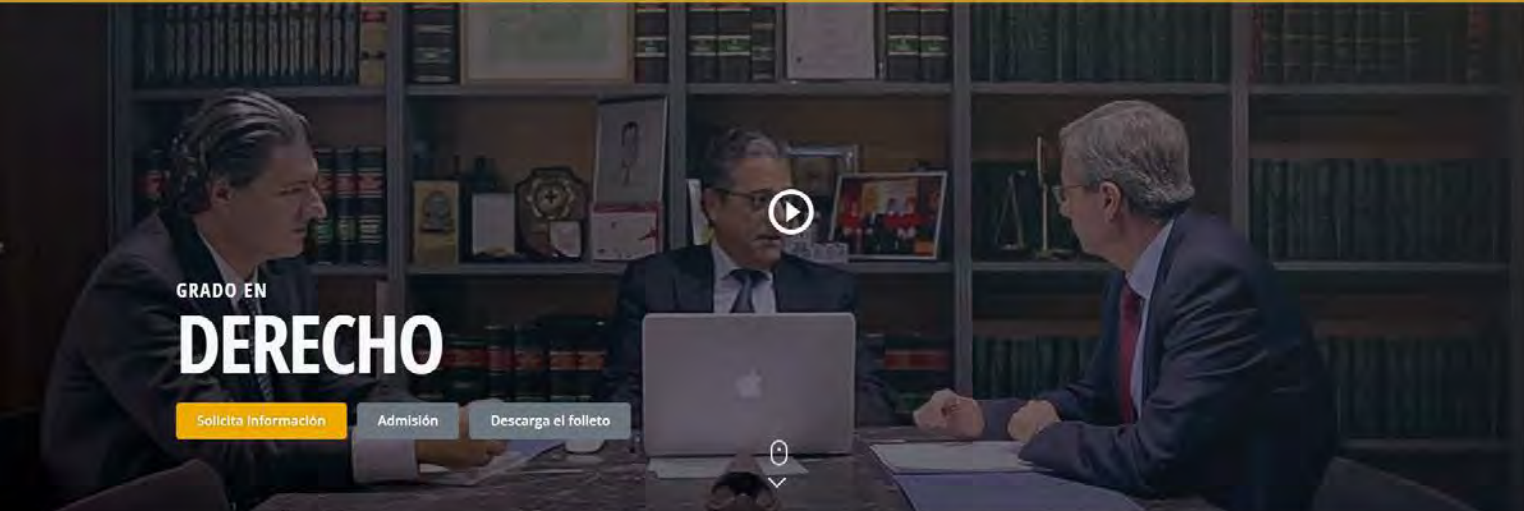 GRADO EN
DERECHO
Solicita información
Admisión
Descarga el folleto